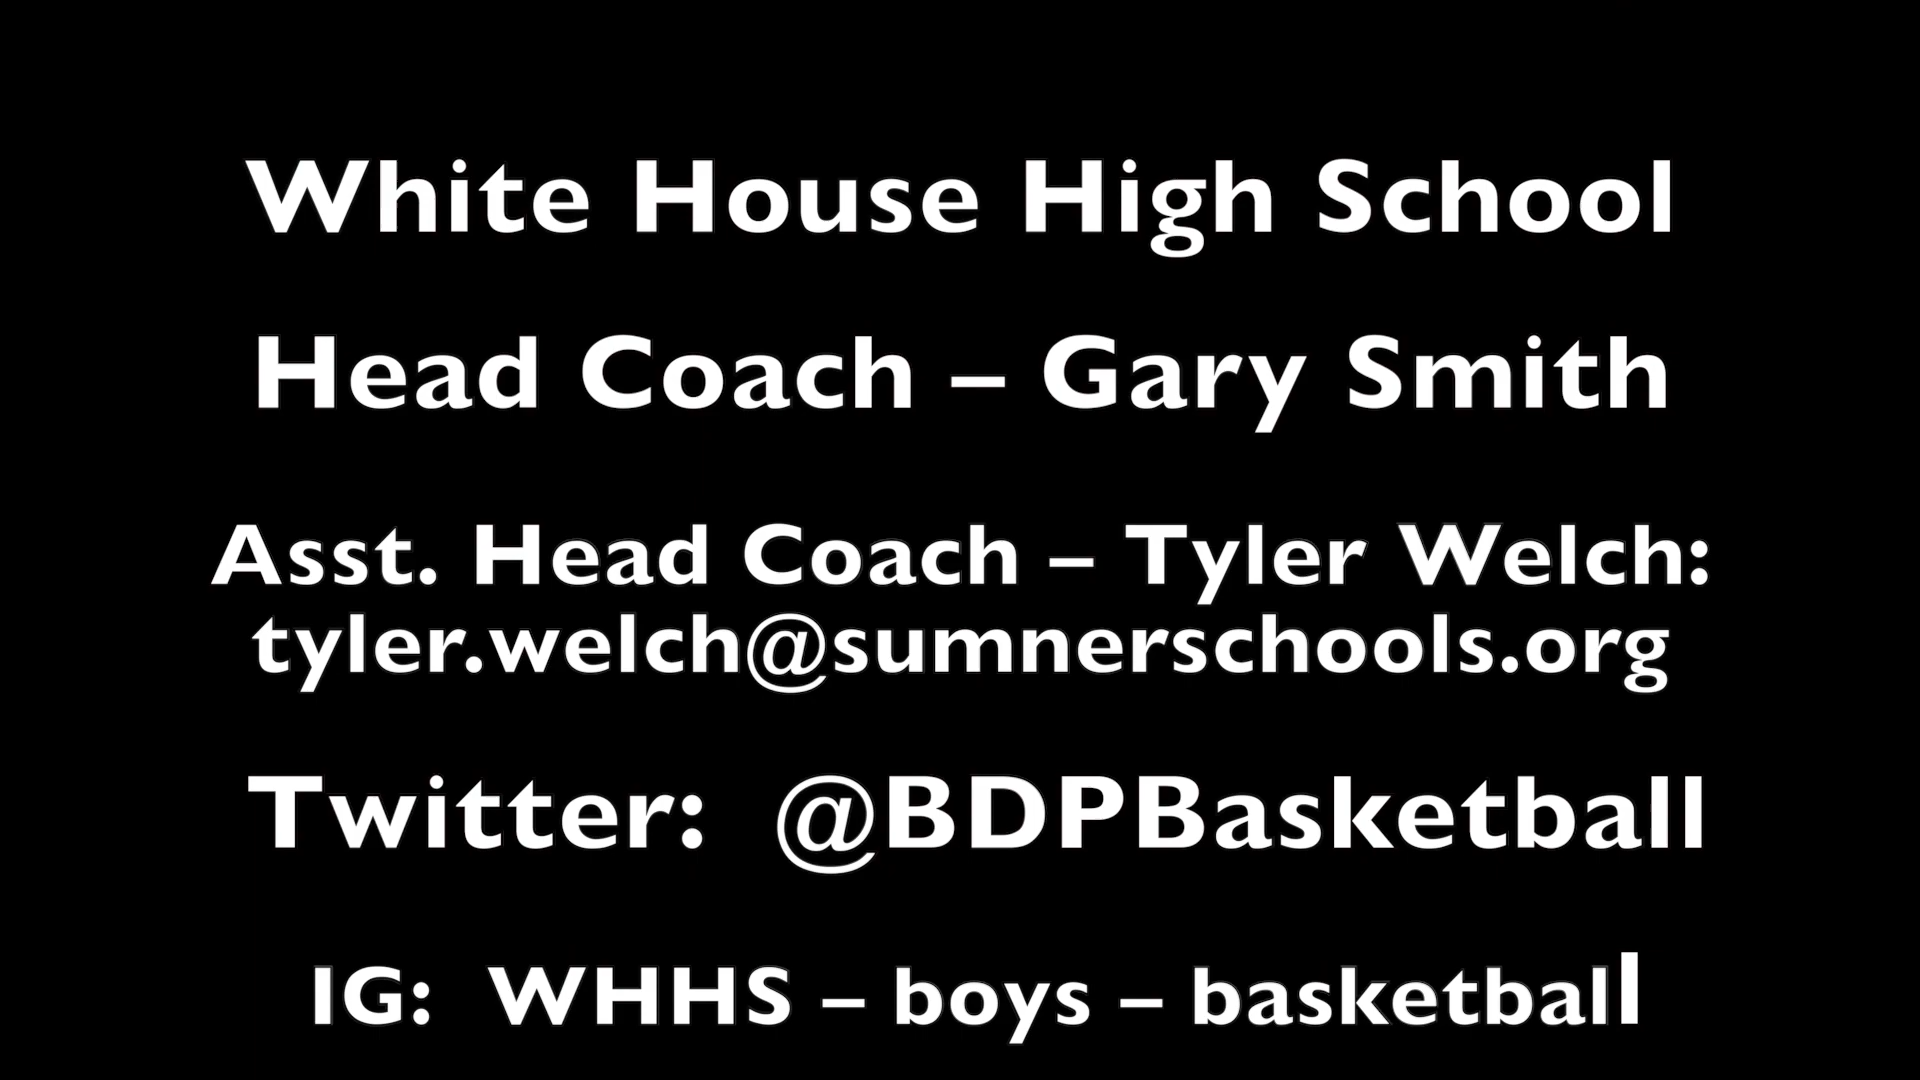 White House High School
Head Coach – Gary Smith
Asst. Head Coach – Tyler Welch:
tyler.welch@sumnerschools.org
Twitter:  @BDPBasketball
IG:  WHHS – boys – basketball